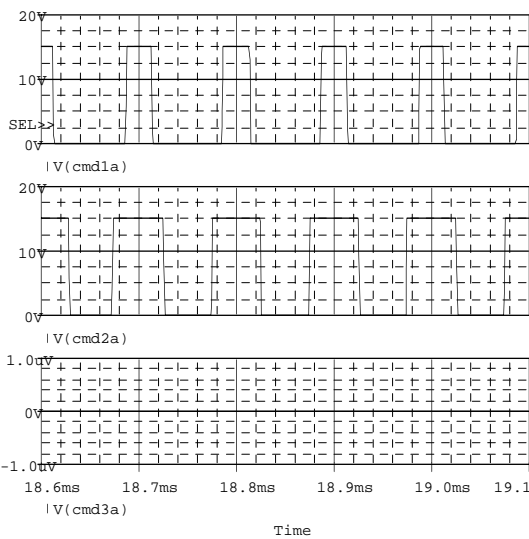 20V
10V
SEL>>
0V
V(cmd1a)
20V
10V
0V
V(cmd2a)
1.0uV
0V
-1.0uV
18.6ms 18.7ms 18.8ms 18.9ms 19.0ms 19.1
V(cmd3a)
Time